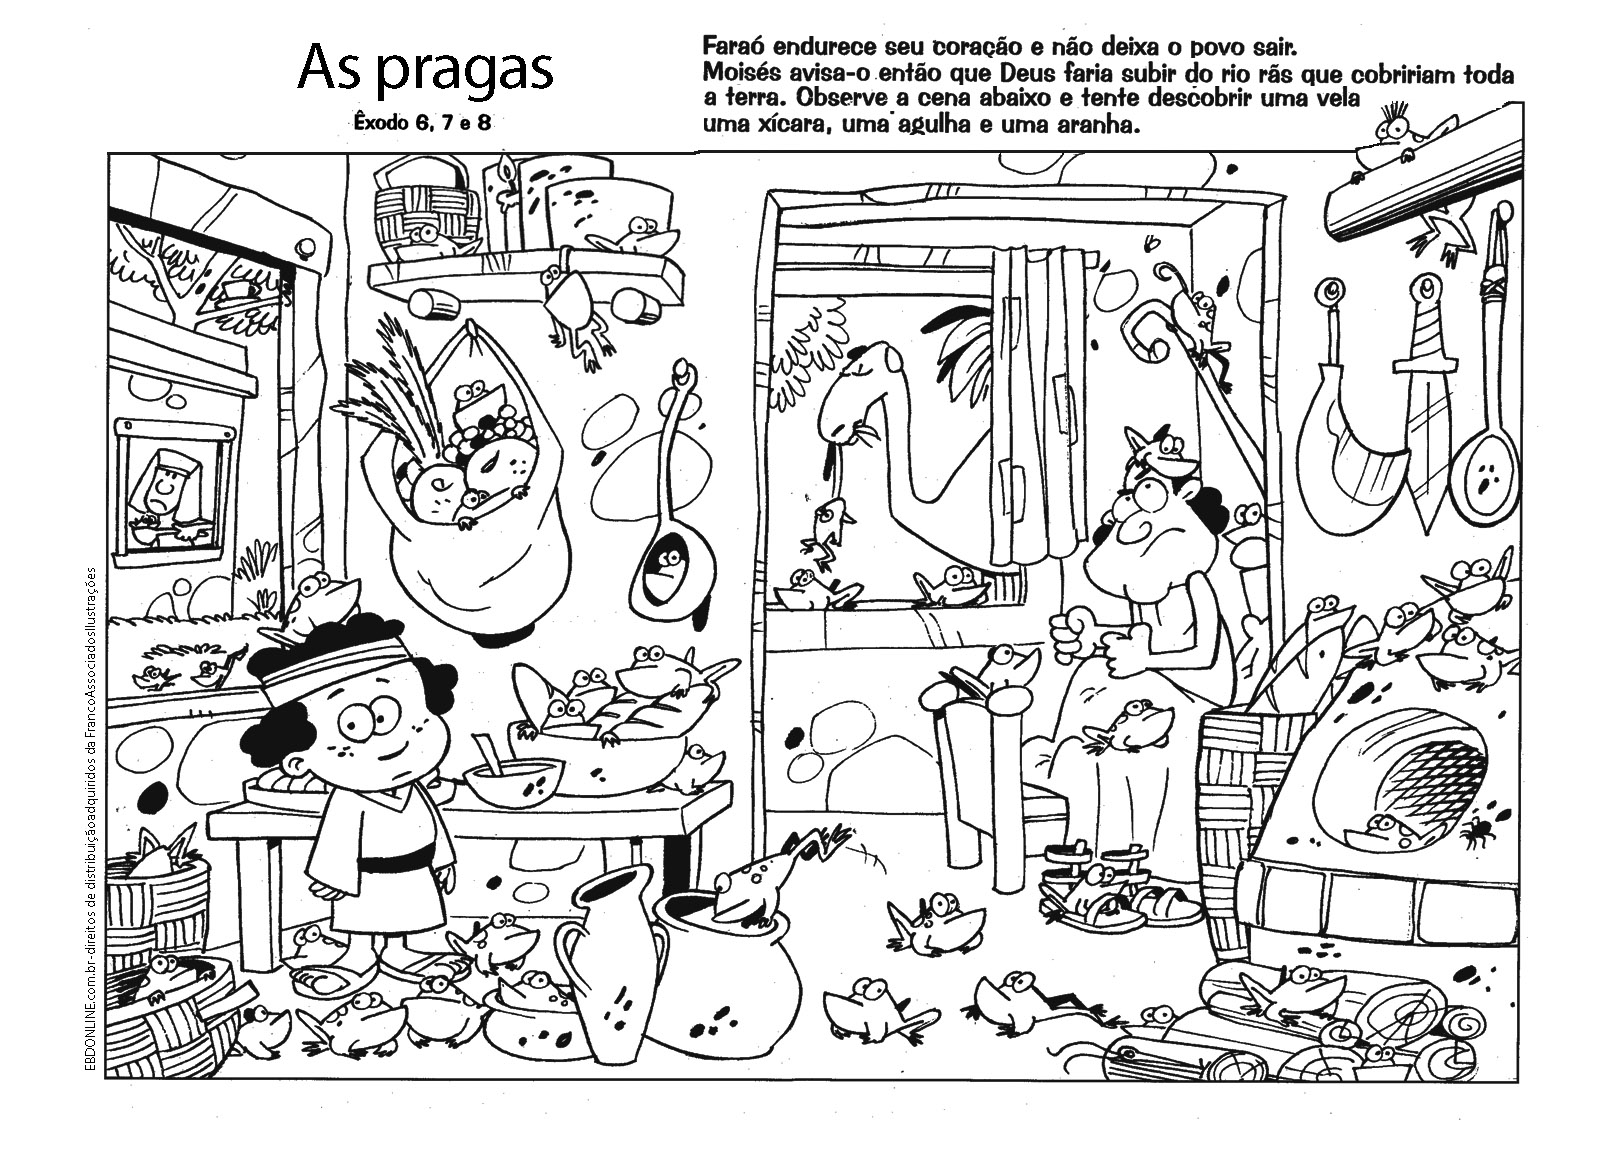 As pragas
Êxodo 6, 7 e 8
Faraó endurece seu coração e não deixa o povo sair.
Moisés avisa-o então que Deus faria subir do rio rãs que cobririam toda
a terra. Observe a cena abaixo e tente descobrir uma vela
uma xícara, uma agulha e uma aranha.
EBDONLINE.com.br-direitos de distribuiçãoadquiridos da FrancoAssociadosIlustrações